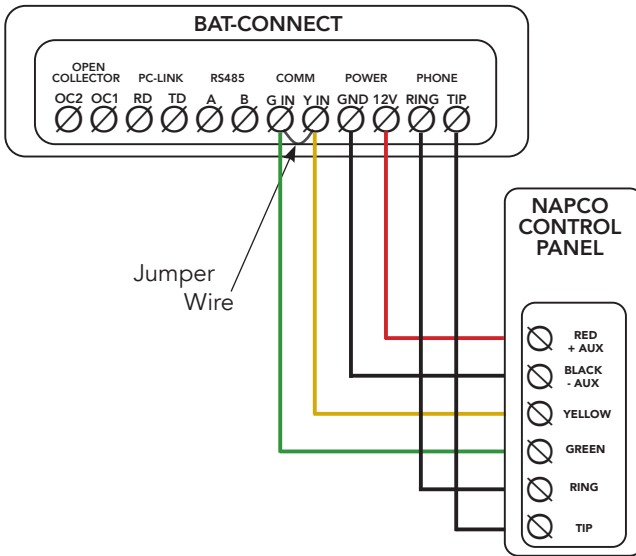 BAT-CONNECT
OPEN
COLLECTOR PC-LINK RS485 COMM POWER PHONE
OC2 OC1 RD TD A B G IN Y IN GND 12V RING TIP
Jumper
Wire
NAPCO
CONTROL
PANEL
RED
+ AUX
BLACK
- AUX
YELLOW
GREEN
RING
TIP